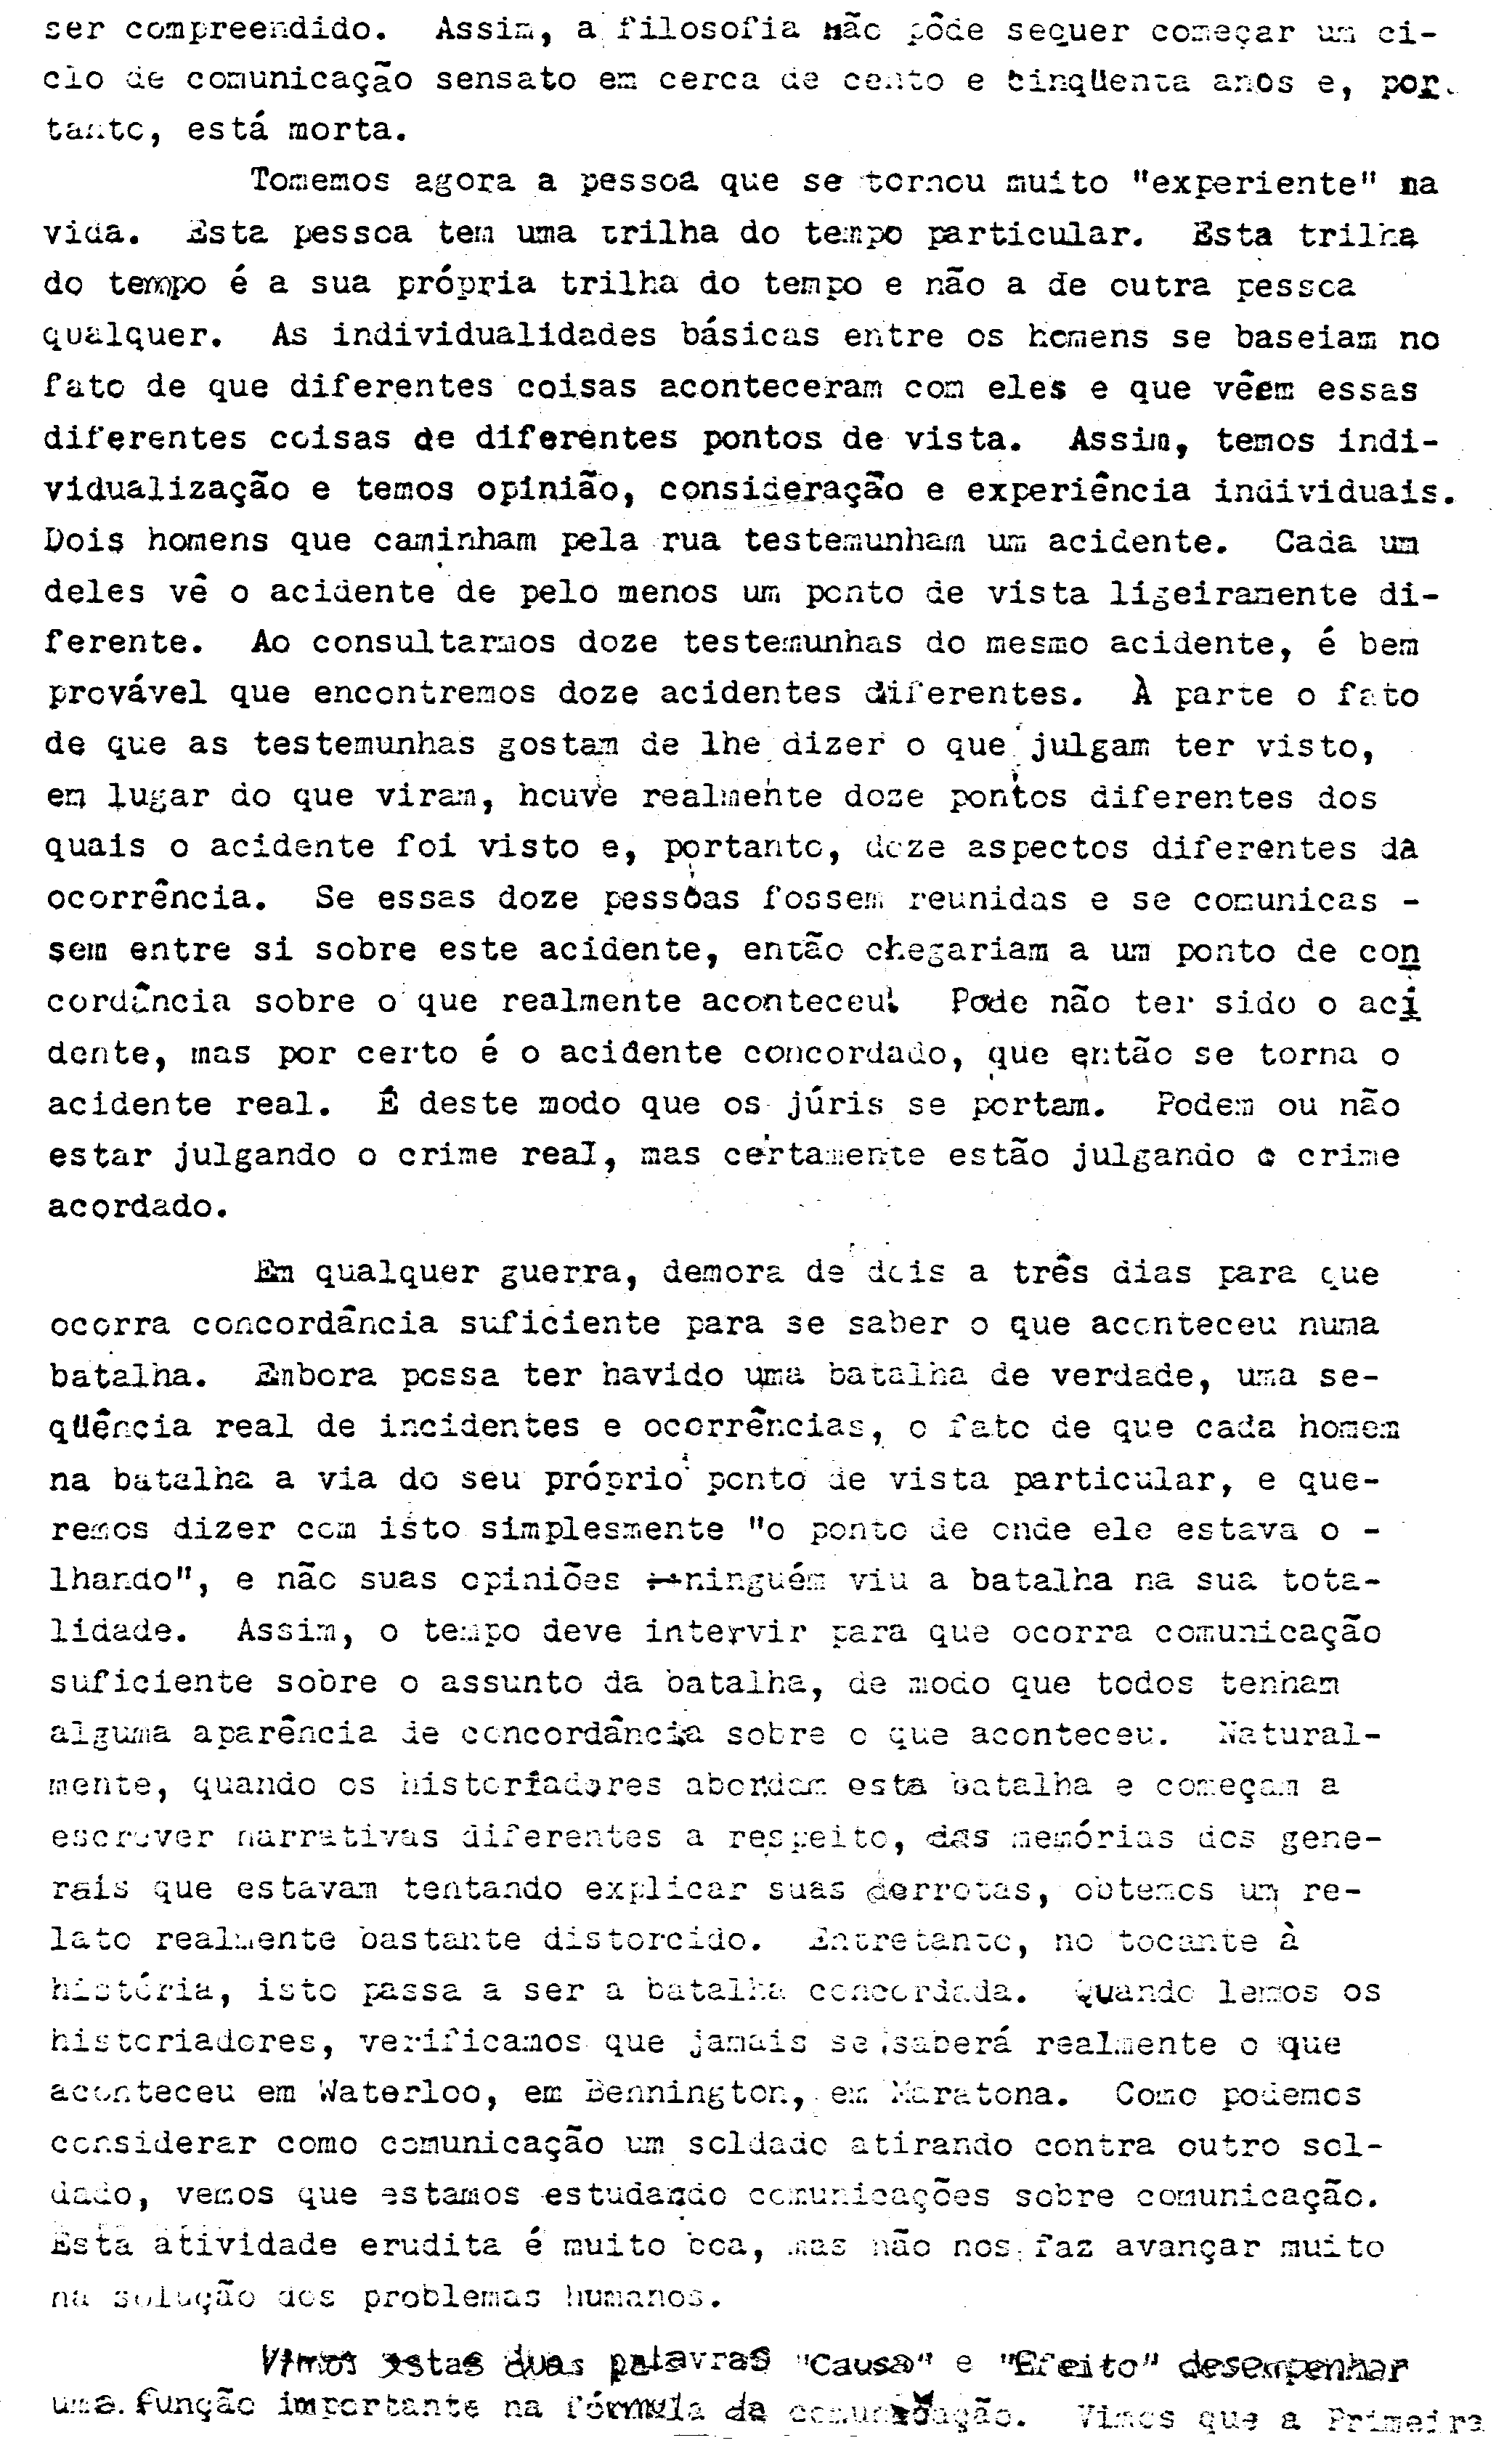 ser compreendido. Assim, a filosofia não pôde sequer começar um ci-
clo de comunicação sensato em cerca de cento e cinqüenta anos e, por
tanto, está morta.
Tomemos agora a pessoa que se tornou muito "experiente" na
vida. Esta pessoa tem uma trilha do tempo particular. Esta trilha
do tempo é a sua própria trilha do tempo e não a de outra pessoa
qualquer. As individualidades básicas entre os homens se baseiam no
fato de que diferentes coisas aconteceram com eles e que vêem essas
diferentes coisas de diferentes pontos de vista. Assim, temos indi-
vidualização e temos opinião, consideração e experiência individuais.
Dois homens que caminham pela rua testemunham um acidente. Cada um
deles vê o acidente de pelo menos um ponto de vista ligeiramente di-
ferente. Ao consultarmos doze testemunhas do mesmo acidente, é bem
provável que encontremos doze acidentes diferentes. À parte o fato
de que as testemunhas gostam de lhe dizer o que julgam ter visto,
em lugar do que viram, houve realmente doze pontos diferentes dos
quais o acidente foi visto e, portanto, doze aspectos diferentes da
ocorrência. Se essas doze pessoas fossem reunidas e se comunicas -
sem entre si sobre este acidente, então chegariam a um ponto de con
cordância sobre o que realmente aconteceu. Pode não ter sido o aci
dente, mas por certo é o acidente concordado, que então se torna o
acidente real. É deste modo que os júris se portam. Podem ou não
estar julgando o crime real, mas certamente estão julgando o crime
acordado.
Em qualquer guerra, demora de dois a três dias para que
ocorra concordância suficiente para se saber o que aconteceu numa
batalha. Embora possa ter havido uma batalha de verdade, uma se-
qüência real de incidentes e ocorrências, o fato de que cada homem
na batalha a via do seu próprio ponto de vista particular, e que-
remos dizer com isto simplesmente "o ponto de onde ele estava o -
lhando", e não suas opiniões -- ninguém viu a batalha na sua tota-
lidade. Assim, o tempo deve intervir para que ocorra comunicação
suficiente sobre o assunto da batalha, de modo que todos tenham
alguma aparência de concordância sobre o que aconteceu. Natural-
mente, quando os historiadores abordam esta batalha e começam a
escrever narrativas diferentes a respeito, das memórias dos gene-
rais que estavam tentando explicar suas derrotas, obtemos um re-
lato realmente bastante distorcido. Entretanto, no tocante à
história, isto passa a ser a batalha concordada. Quando lemos os
historiadores, verificamos que jamais se saberá realmente o que
aconteceu em Waterloo, em Bennington, em Maratona. Como podemos
considerar como comunicação um soldado atirando contra outro sol-
dado, vemos que estamos estudando comunicações sobre comunicação.
Esta atividade erudita é muito boa, mas não nos faz avançar muito
na solução dos problemas humanos.
Vimos estas duas palavras "Causa" e "Efeito" desempenhar
uma função importante na fórmula da comunicação. Vimos que a Primeira